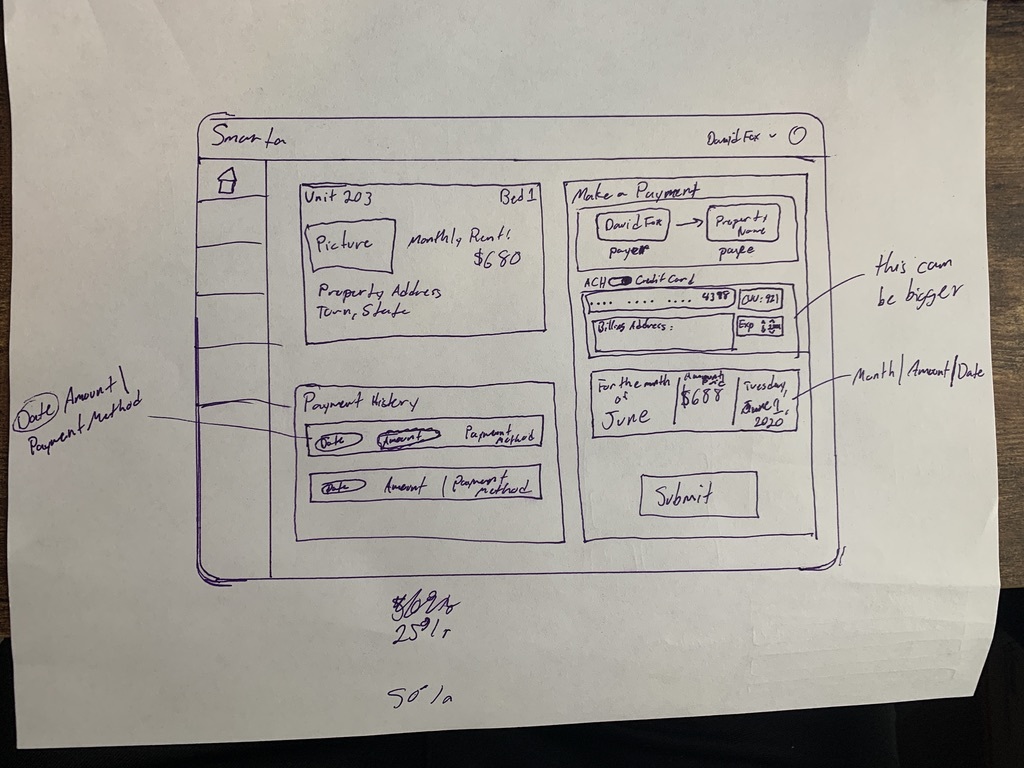 Smarta
David Fox
Unit 203 Bed 1
Picture
Monthly Rent:
$680
Property Address
Town, State
Payment History
Date Amount Payment Method
Date Amount | Payment Method
Make a Payment
David Fox → Property Name
payer payee
ACH Credit Card
.... .... .... 4388 CVV: 921
Billing Address: Exp
For the month of June
Amount
$688
Tuesday, June 1, 2020
Submit
this can
be bigger
Month/Amount/Date
Date Amount |
Payment Method
25%
50%